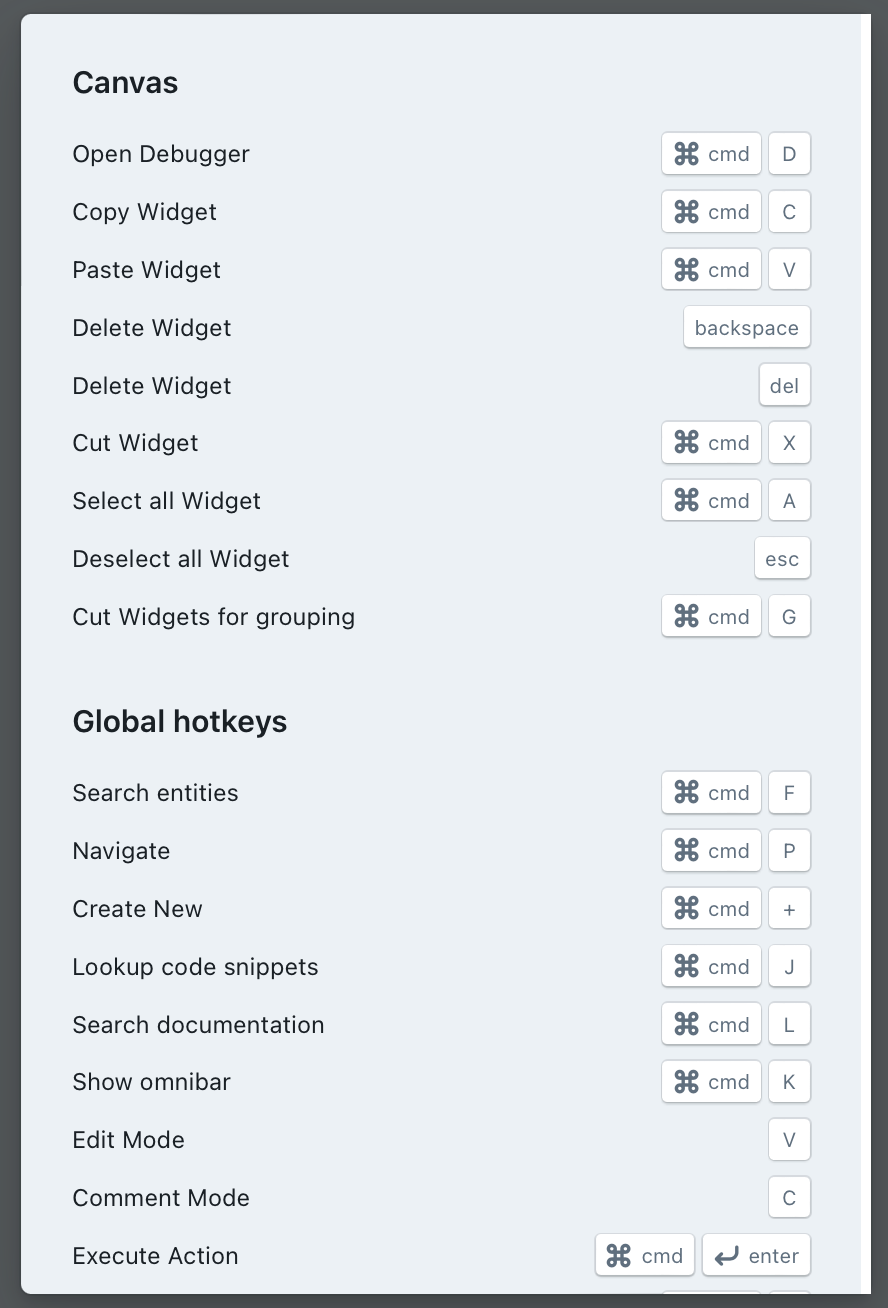 Canvas
Open Debugger ⌘ cmd D
Copy Widget ⌘ cmd C
Paste Widget ⌘ cmd V
Delete Widget backspace
Delete Widget del
Cut Widget ⌘ cmd X
Select all Widget ⌘ cmd A
Deselect all Widget esc
Cut Widgets for grouping ⌘ cmd G
Global hotkeys
Search entities ⌘ cmd F
Navigate ⌘ cmd P
Create New ⌘ cmd +
Lookup code snippets ⌘ cmd J
Search documentation ⌘ cmd L
Show omnibar ⌘ cmd K
Edit Mode V
Comment Mode C
Execute Action ⌘ cmd ↵ enter